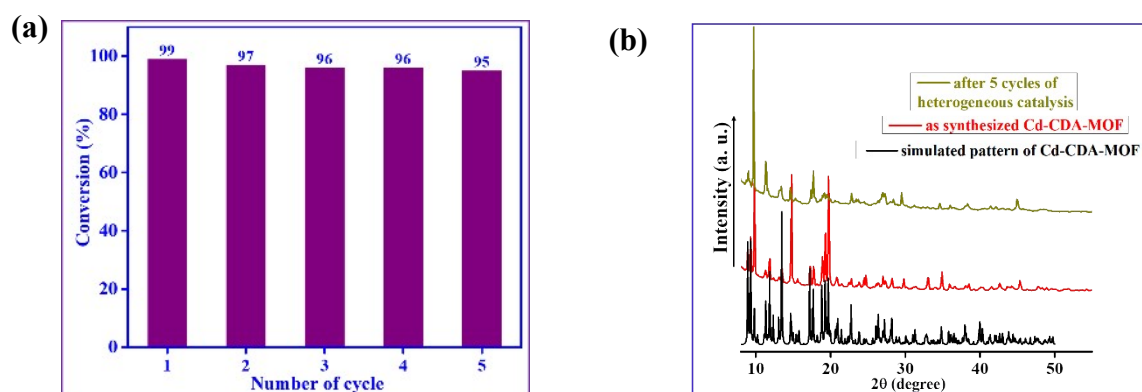 (a)
99
97
96
96
95
100
80
60
40
20
0
Conversion (%)
1 2 3 4 5
Number of cycle
(b)
after 5 cycles of
heterogeneous catalysis
as synthesized Cd-CDA-MOF
simulated pattern of Cd-CDA-MOF
Intensity (a. u.)
10 20 30 40 50
2θ (degree)